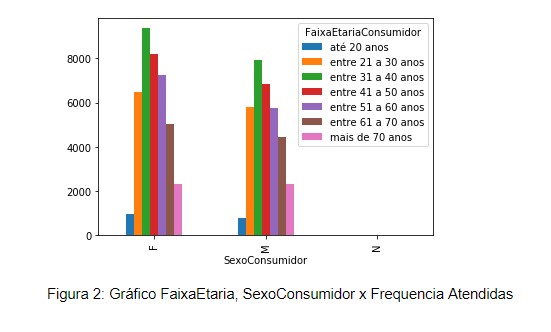 FaixaEtariaConsumidor
até 20 anos
entre 21 a 30 anos
entre 31 a 40 anos
entre 41 a 50 anos
entre 51 a 60 anos
entre 61 a 70 anos
mais de 70 anos
8000
6000
4000
2000
0
F
M
N
SexoConsumidor
Figura 2: Gráfico FaixaEtaria, SexoConsumidor x Frequencia Atendidas